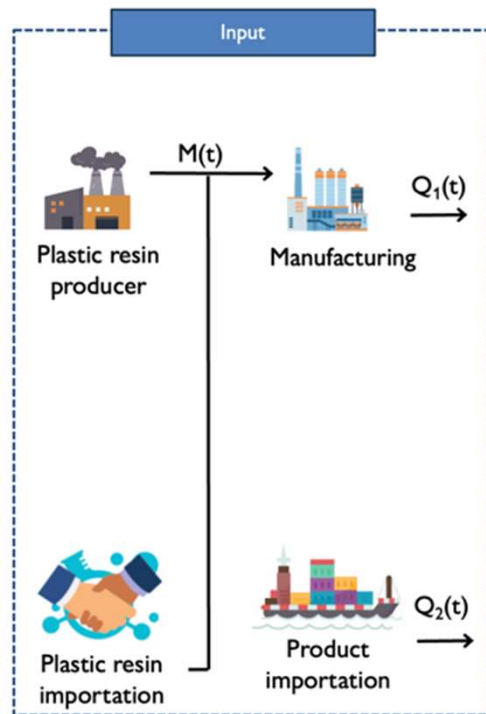 Input
M(t)
Q₁(t)
Plastic resin
producer
Manufacturing
Q₂(t)
Plastic resin
importation
Product
importation